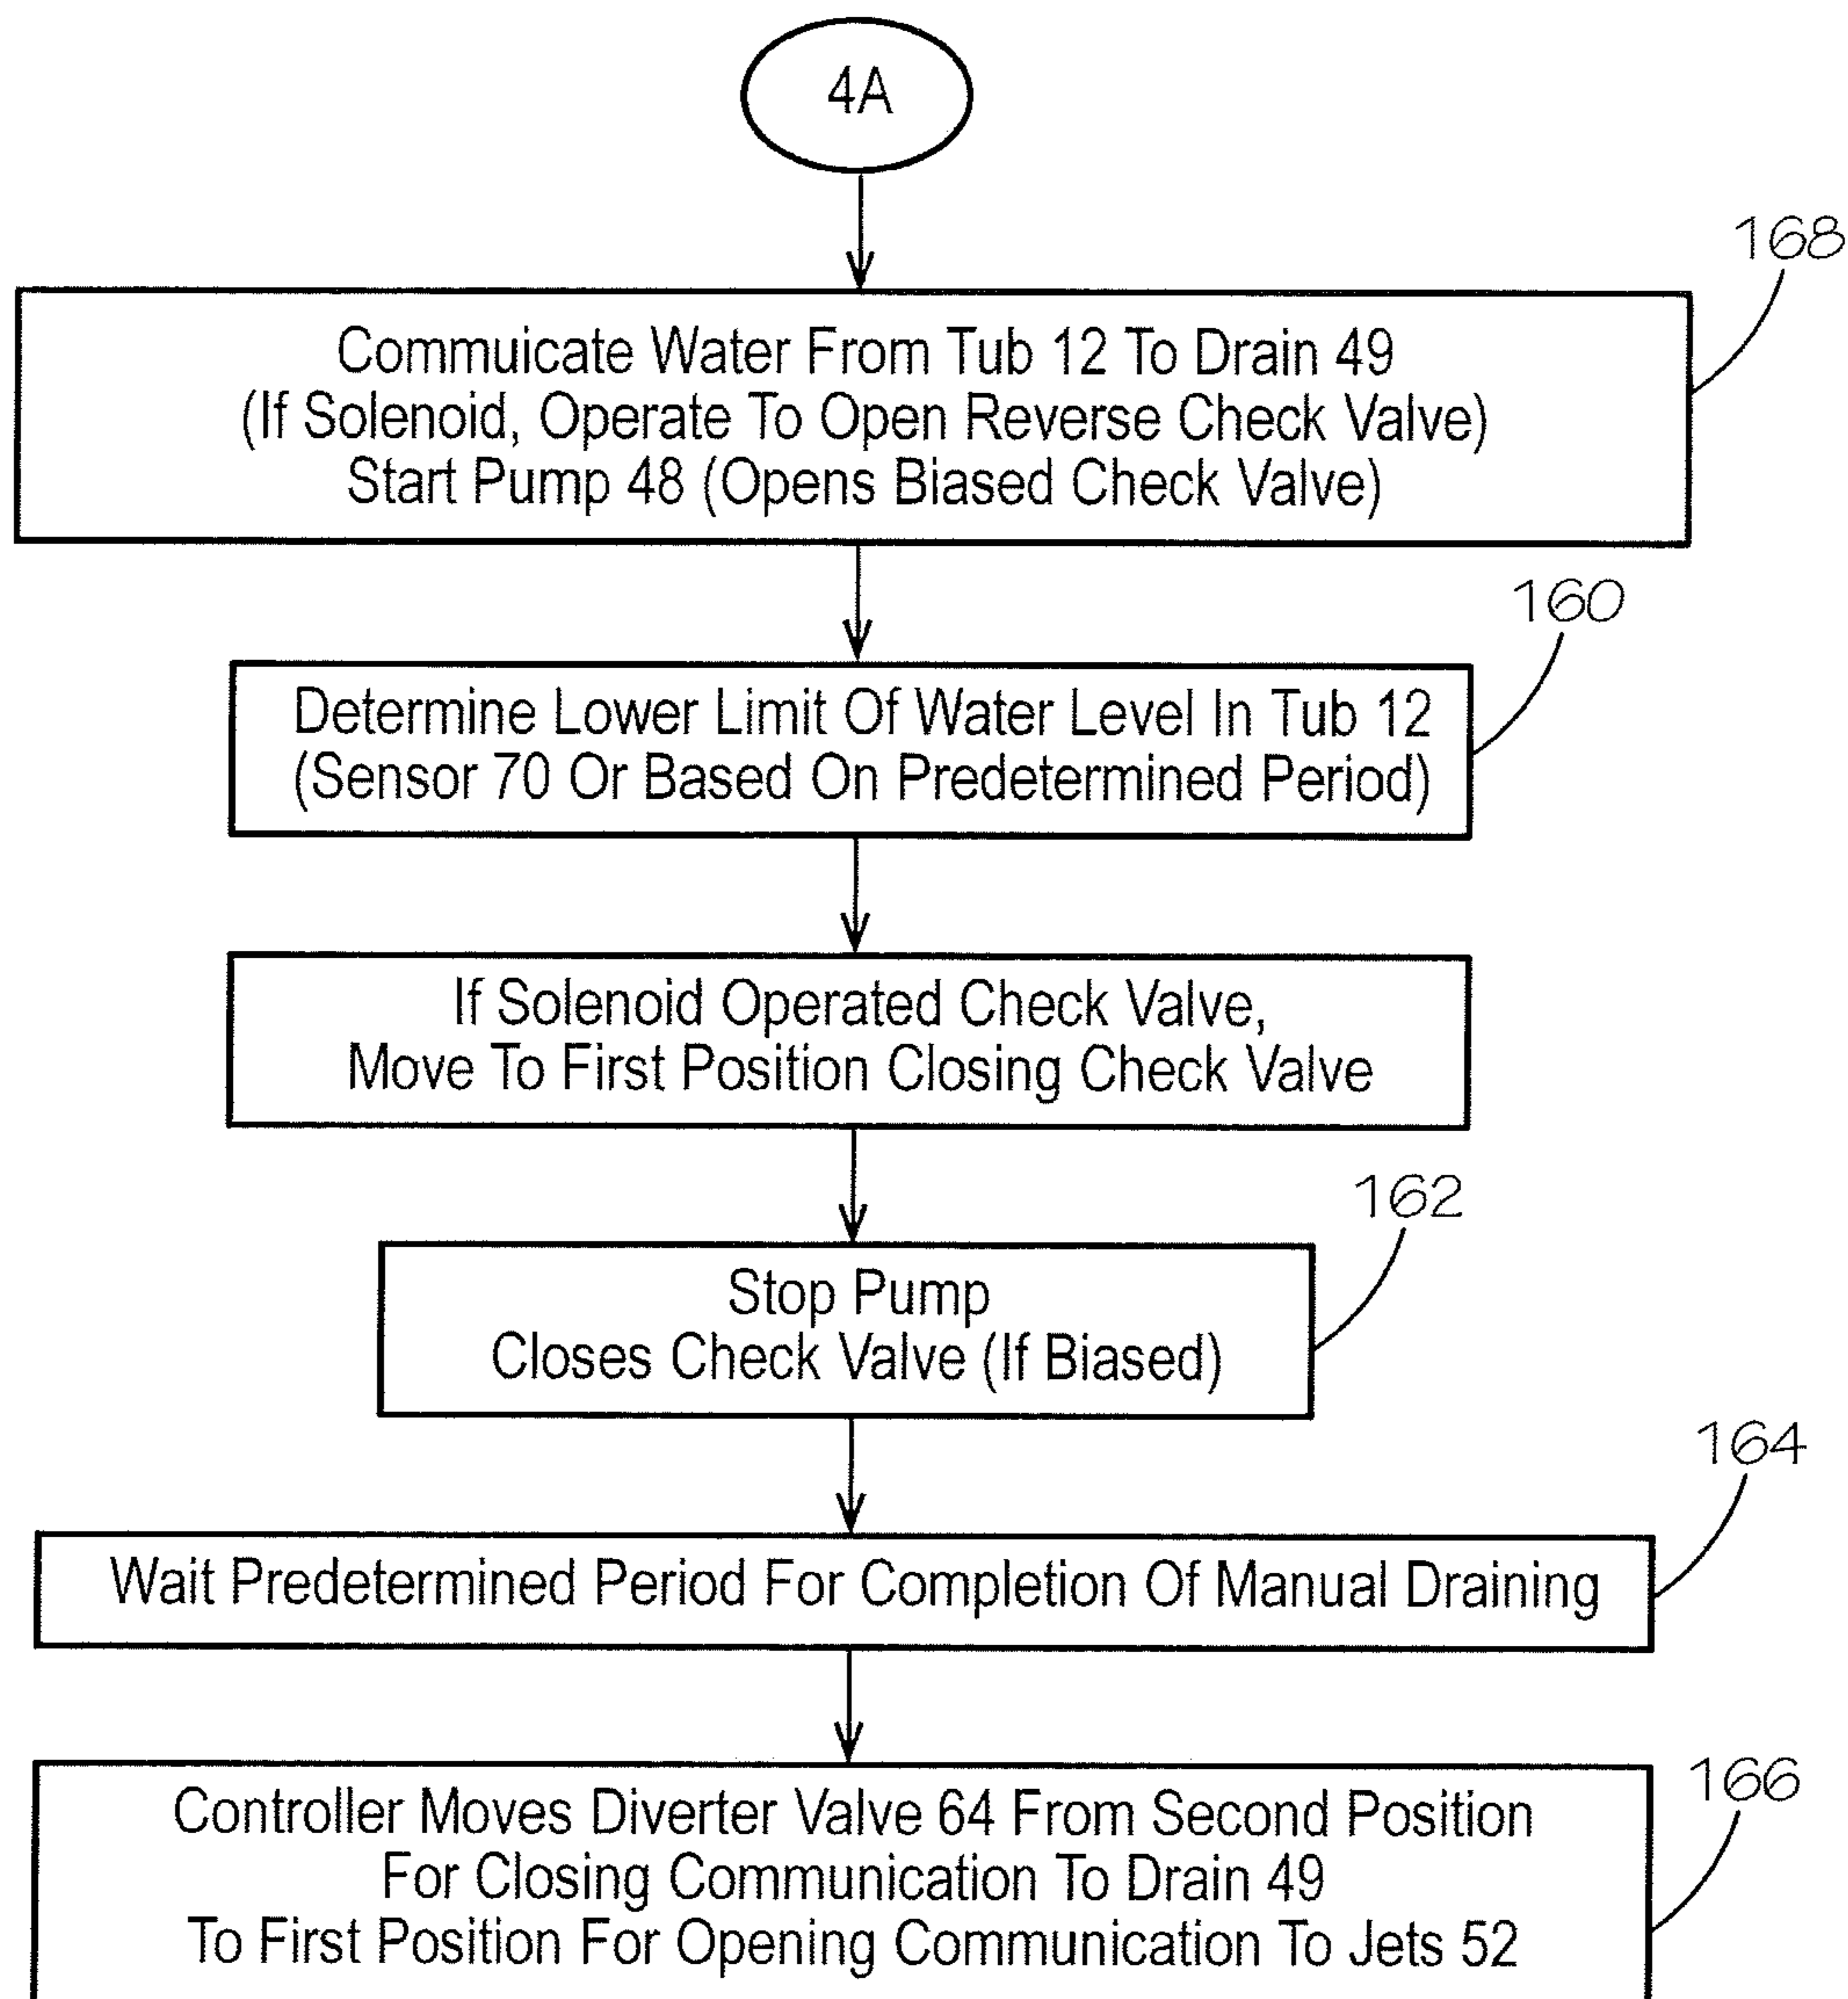 4A
168
Commuicate Water From Tub 12 To Drain 49
(If Solenoid, Operate To Open Reverse Check Valve)
Start Pump 48 (Opens Biased Check Valve)
160
Determine Lower Limit Of Water Level In Tub 12
(Sensor 70 Or Based On Predetermined Period)
If Solenoid Operated Check Valve,
Move To First Position Closing Check Valve
162
Stop Pump
Closes Check Valve (If Biased)
164
Wait Predetermined Period For Completion Of Manual Draining
166
Controller Moves Diverter Valve 64 From Second Position
For Closing Communication To Drain 49
To First Position For Opening Communication To Jets 52